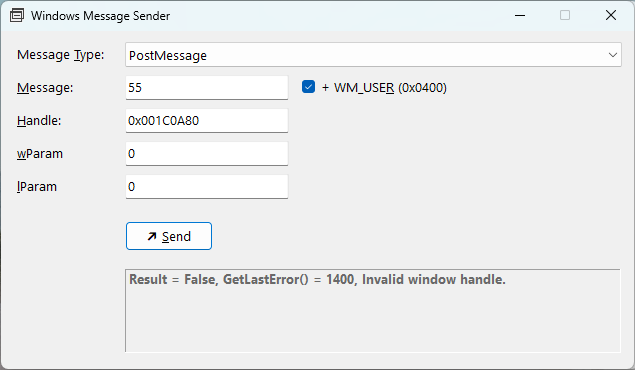 Windows Message Sender
Message Type: PostMessage
Message: 55 + WM_USER (0x0400)
Handle: 0x001C0A80
wParam 0
lParam 0
Send
Result = False, GetLastError() = 1400, Invalid window handle.